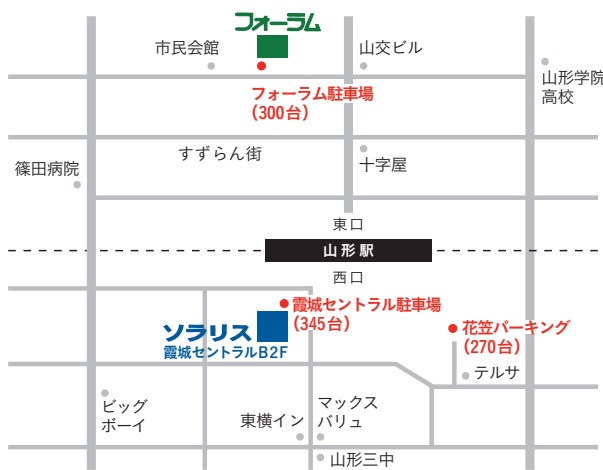 フォーラム
市民会館
山交ビル
フォーラム駐車場
(300台)
山形学院
高校
すずらん街
十字屋
篠田病院
東口
山形駅
西口
霞城セントラル駐車場
(345台)
花笠パーキング
(270台)
ソラリス
霞城セントラルB2F
テルサ
ビッグ
ボーイ
東横イン
マックス
バリュ
山形三中